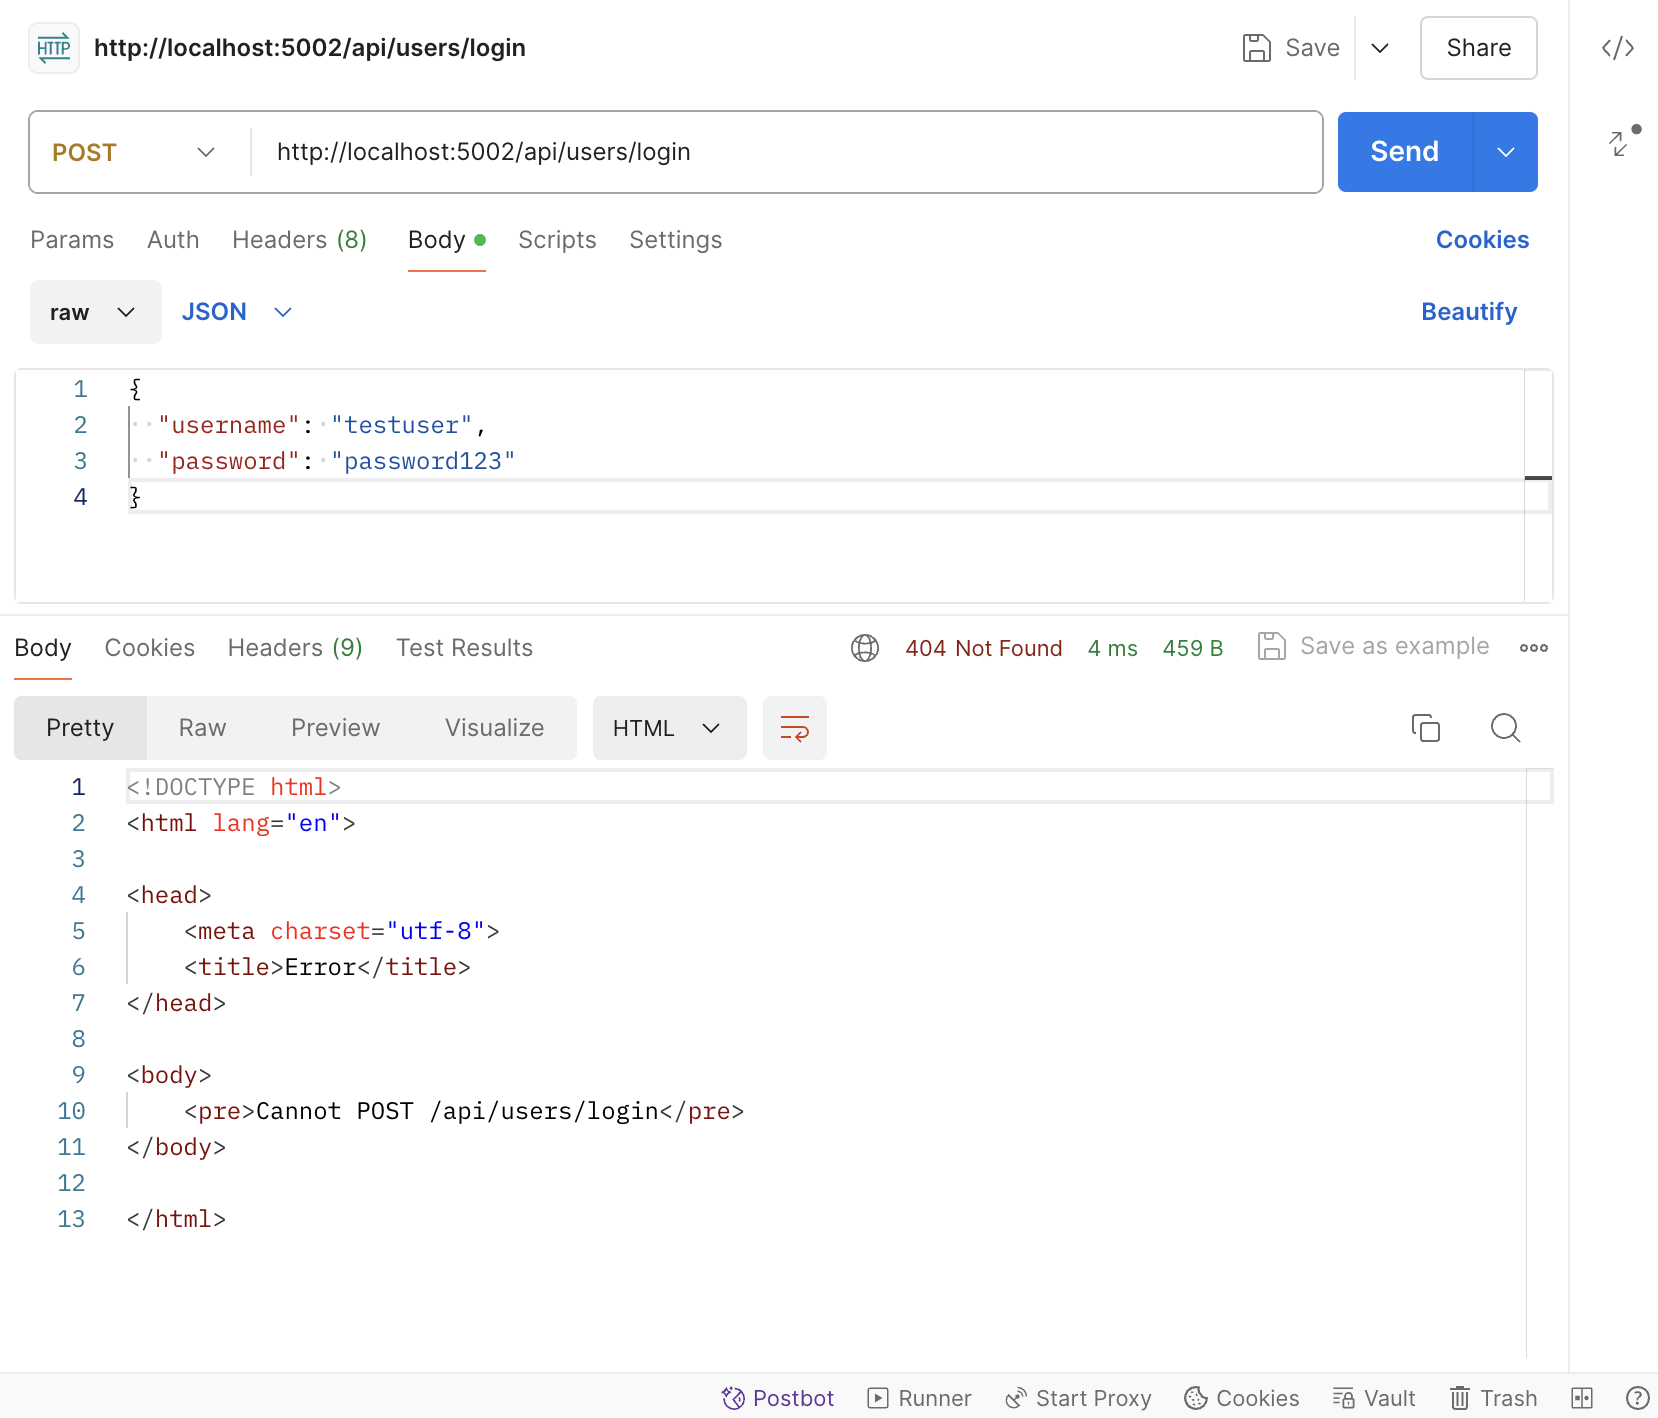 HTTP http://localhost:5002/api/users/login Save Share
POST http://localhost:5002/api/users/login Send
Params Auth Headers (8) Body Scripts Settings Cookies
raw JSON Beautify
1 {
2 "username": "testuser",
3 "password": "password123"
4 }
Body Cookies Headers (9) Test Results 404 Not Found 4 ms 459 B Save as example
Pretty Raw Preview Visualize HTML
1 <!DOCTYPE html>
2 <html lang="en">
3
4 <head>
5 <meta charset="utf-8">
6 <title>Error</title>
7 </head>
8
9 <body>
10 <pre>Cannot POST /api/users/login</pre>
11 </body>
12
13 </html>
Postbot Runner Start Proxy Cookies Vault Trash